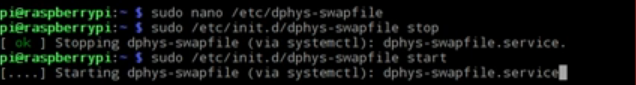 pi@raspberrypi:~ $ sudo nano /etc/dphys-swapfile
pi@raspberrypi:~ $ sudo /etc/init.d/dphys-swapfile stop
[ ok ] Stopping dphys-swapfile (via systemctl): dphys-swapfile.service.
pi@raspberrypi:~ $ sudo /etc/init.d/dphys-swapfile start
[....] Starting dphys-swapfile (via systemctl): dphys-swapfile.service